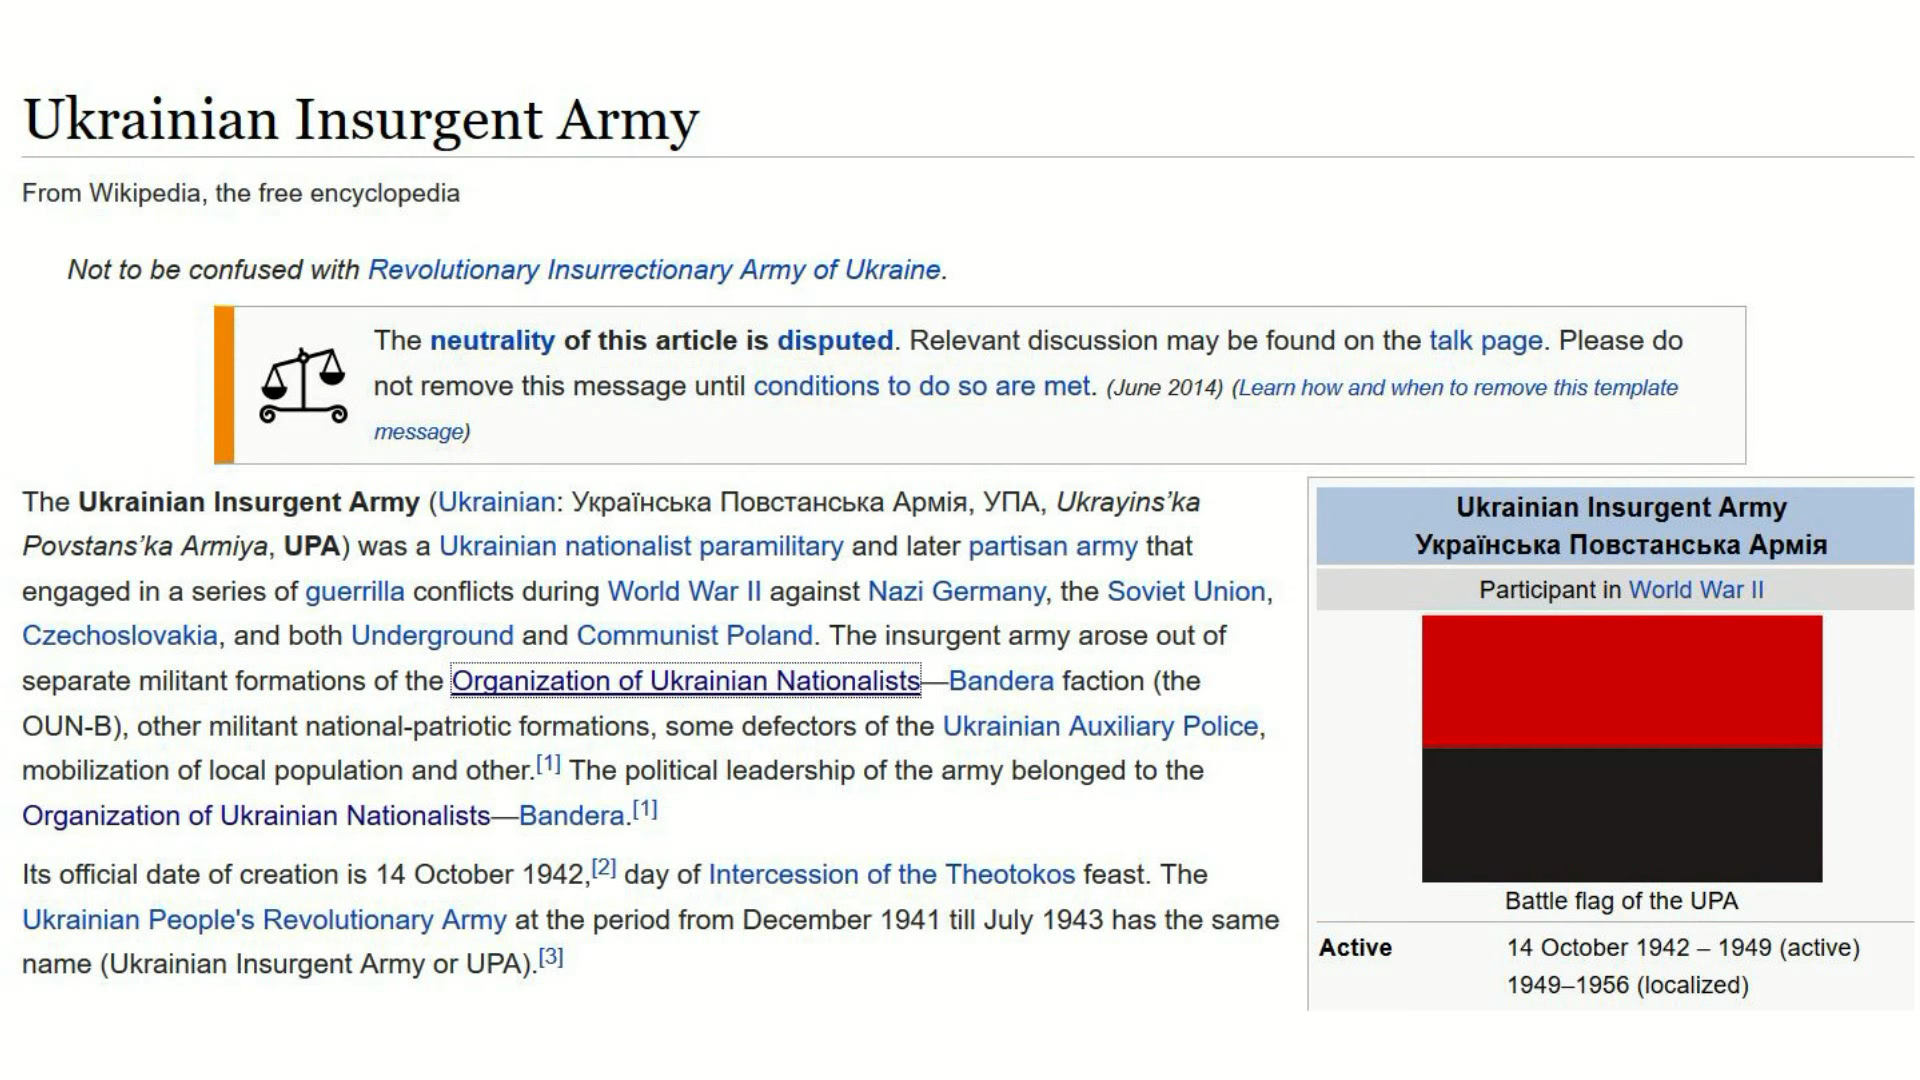 Ukrainian Insurgent Army
From Wikipedia, the free encyclopedia
Not to be confused with Revolutionary Insurrectionary Army of Ukraine.
The neutrality of this article is disputed. Relevant discussion may be found on the talk page. Please do
not remove this message until conditions to do so are met. (June 2014) (Learn how and when to remove this template
message)
The Ukrainian Insurgent Army (Ukrainian: Українська Повстанська Армія, УПА, Ukrayins’ka
Povstans’ka Armiya, UPA) was a Ukrainian nationalist paramilitary and later partisan army that
engaged in a series of guerrilla conflicts during World War II against Nazi Germany, the Soviet Union,
Czechoslovakia, and both Underground and Communist Poland. The insurgent army arose out of
separate militant formations of the Organization of Ukrainian Nationalists—Bandera faction (the
OUN-B), other militant national-patriotic formations, some defectors of the Ukrainian Auxiliary Police,
mobilization of local population and other.[1] The political leadership of the army belonged to the
Organization of Ukrainian Nationalists—Bandera.[1]
Its official date of creation is 14 October 1942,[2] day of Intercession of the Theotokos feast. The
Ukrainian People's Revolutionary Army at the period from December 1941 till July 1943 has the same
name (Ukrainian Insurgent Army or UPA).[3]
Ukrainian Insurgent Army
Українська Повстанська Армія
Participant in World War II
Battle flag of the UPA
Active 14 October 1942 – 1949 (active)
1949–1956 (localized)